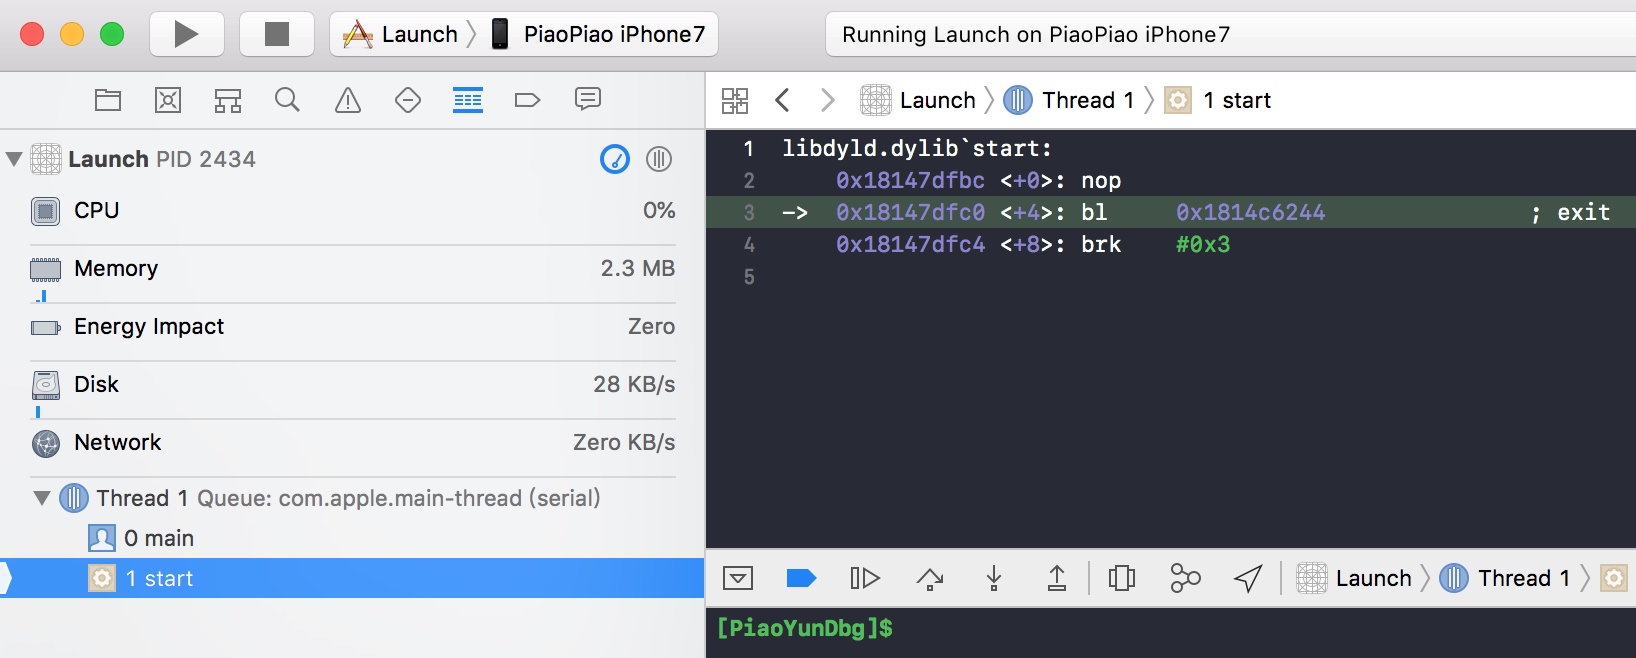 Launch PiaoPiao iPhone7
Running Launch on PiaoPiao iPhone7
Launch PID 2434
CPU 0%
Memory 2.3 MB
Energy Impact Zero
Disk 28 KB/s
Network Zero KB/s
Thread 1 Queue: com.apple.main-thread (serial)
0 main
1 start
Launch Thread 1 1 start
1 libdyld.dylib`start:
2 0x18147dfbc <+0>: nop
3 -> 0x18147dfc0 <+4>: bl 0x1814c6244 ; exit
4 0x18147dfc4 <+8>: brk #0x3
5
Launch Thread 1
[PiaoYunDbg]$